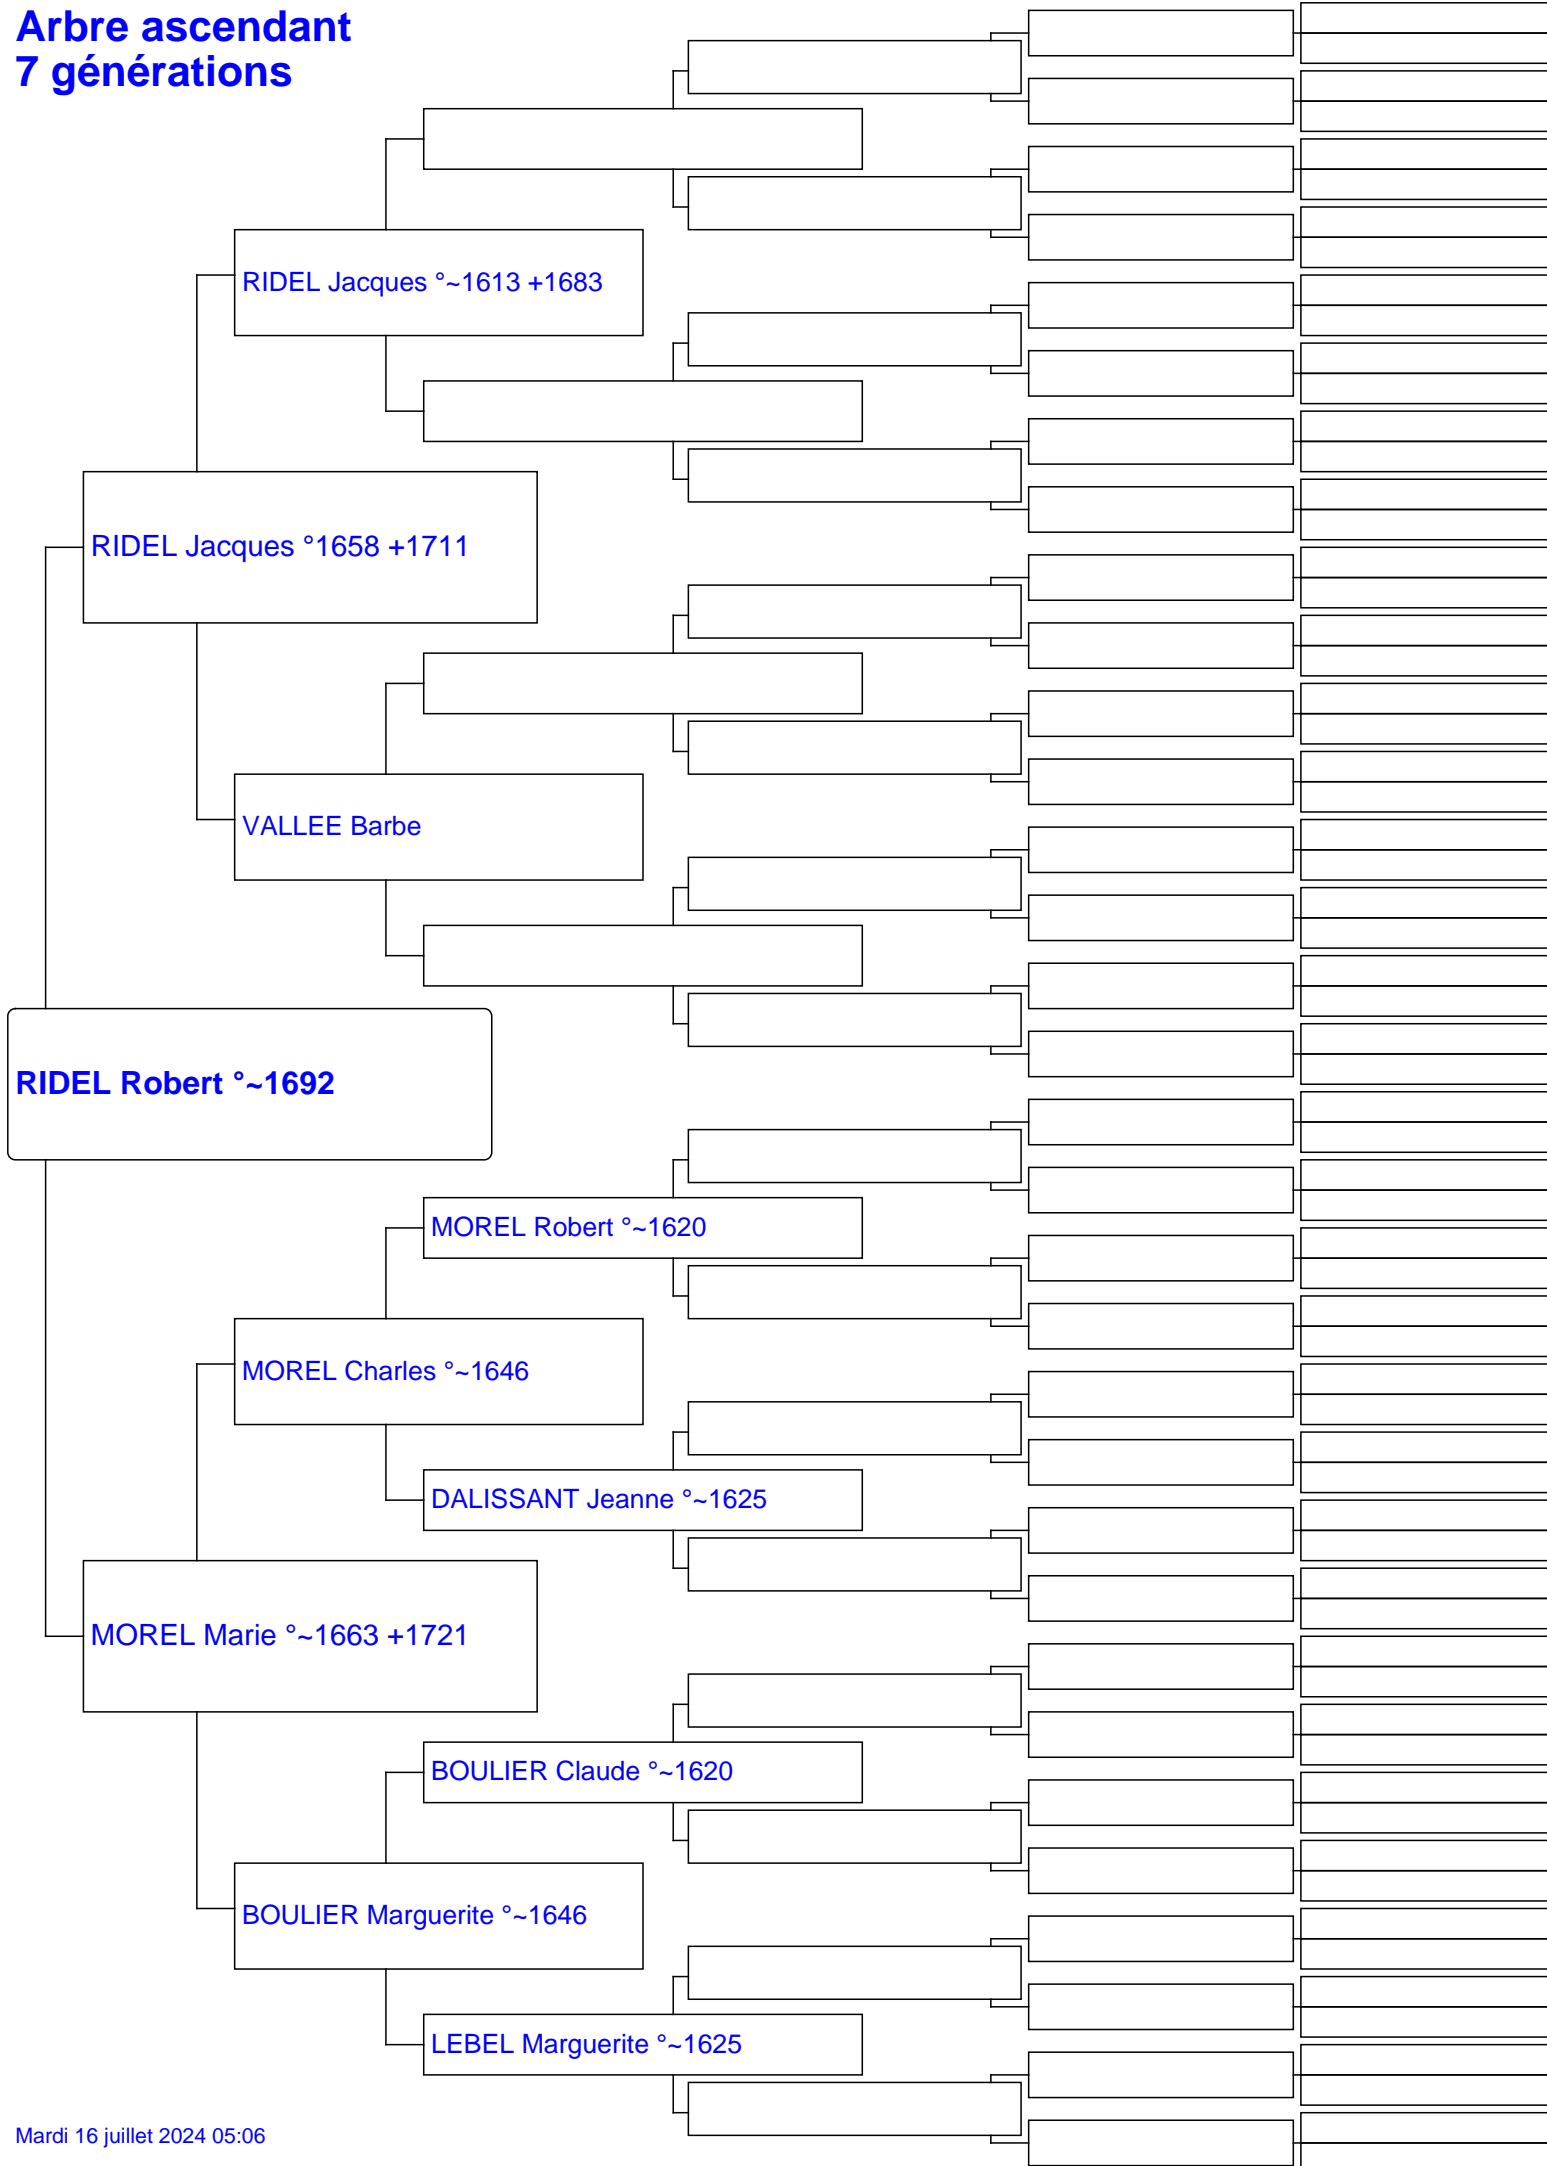 Arbre ascendant
7 générations
RIDEL Jacques °~1613 +1683
RIDEL Jacques °1658 +1711
VALLEE Barbe
RIDEL Robert °~1692
MOREL Robert °~1620
MOREL Charles °~1646
DALISSANT Jeanne °~1625
MOREL Marie °~1663 +1721
BOULIER Claude °~1620
BOULIER Marguerite °~1646
LEBEL Marguerite °~1625
Mardi 16 juillet 2024 05:06